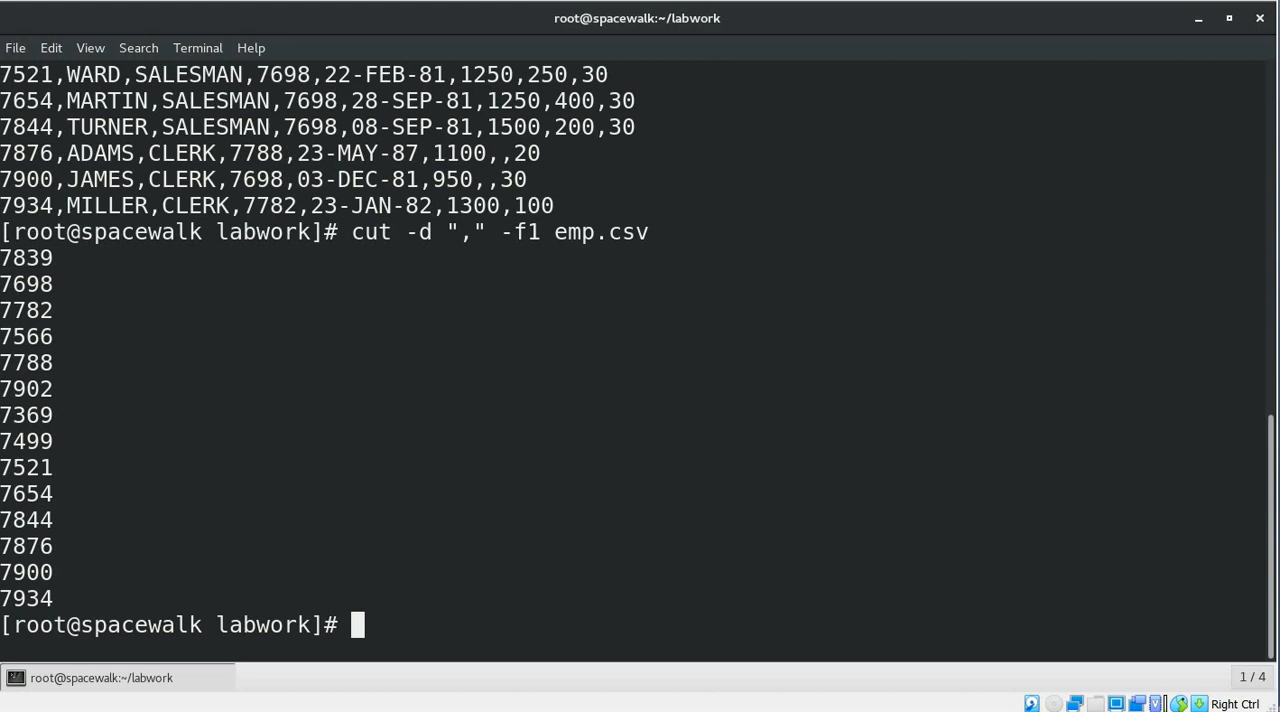 root@spacewalk:~/labwork
File Edit View Search Terminal Help
7521,WARD,SALESMAN,7698,22-FEB-81,1250,250,30
7654,MARTIN,SALESMAN,7698,28-SEP-81,1250,400,30
7844,TURNER,SALESMAN,7698,08-SEP-81,1500,200,30
7876,ADAMS,CLERK,7788,23-MAY-87,1100,,20
7900,JAMES,CLERK,7698,03-DEC-81,950,,30
7934,MILLER,CLERK,7782,23-JAN-82,1300,100
[root@spacewalk labwork]# cut -d "," -f1 emp.csv
7839
7698
7782
7566
7788
7902
7369
7499
7521
7654
7844
7876
7900
7934
[root@spacewalk labwork]#
root@spacewalk:~/labwork
1 / 4
Right Ctrl